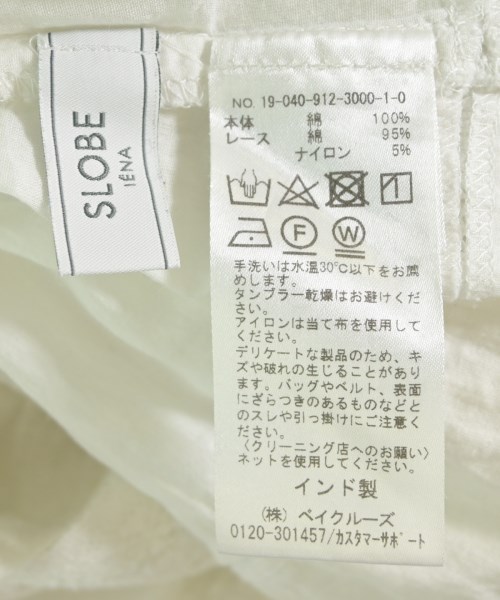 SLOBE
IÉNA
NO. 19-040-912-3000-1-0
本体 綿 100%
レース 綿 95%
ナイロン 5%
F W
手洗いは水温30℃以下をお薦
めします。
タンブラー乾燥はお避けくださ
い。
アイロンは当て布を使用して
ください。
デリケートな製品のため、キ
ズや破れの生じることがあり
ます。バッグやベルト、表面
にざらつきのあるものなどと
のスレや引っ掛けにご注意く
ださい。
〈クリーニング店へのお願い〉
ネットを使用してください。
インド製
（株）ベイクルーズ
0120-301457/カスタマーサポート